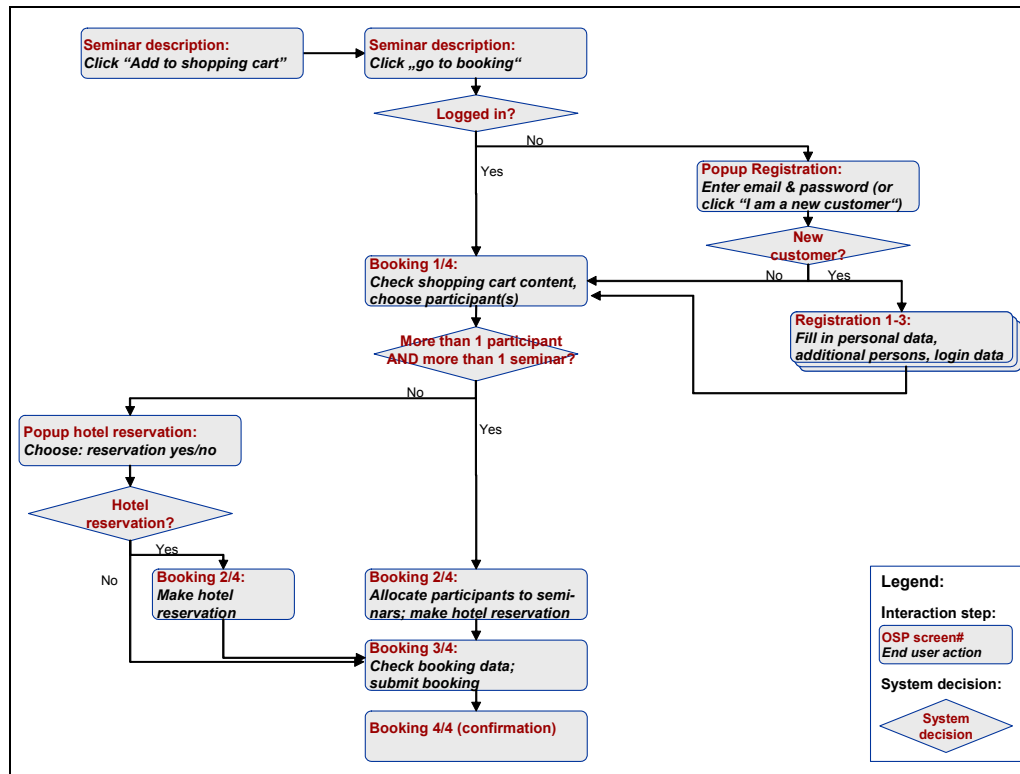 Seminar description:
Click “Add to shopping cart”
Seminar description:
Click „go to booking“
Logged in?
No
Yes
Popup Registration:
Enter email & password (or
click “I am a new customer“)
New
customer?
No
Yes
Booking 1/4:
Check shopping cart content,
choose participant(s)
Registration 1-3:
Fill in personal data,
additional persons, login data
More than 1 participant
AND more than 1 seminar?
No
Yes
Popup hotel reservation:
Choose: reservation yes/no
Hotel
reservation?
Yes
No
Booking 2/4:
Make hotel
reservation
Booking 2/4:
Allocate participants to semi-
nars; make hotel reservation
Booking 3/4:
Check booking data;
submit booking
Booking 4/4 (confirmation)
Legend:
Interaction step:
OSP screen#
End user action
System decision:
System
decision